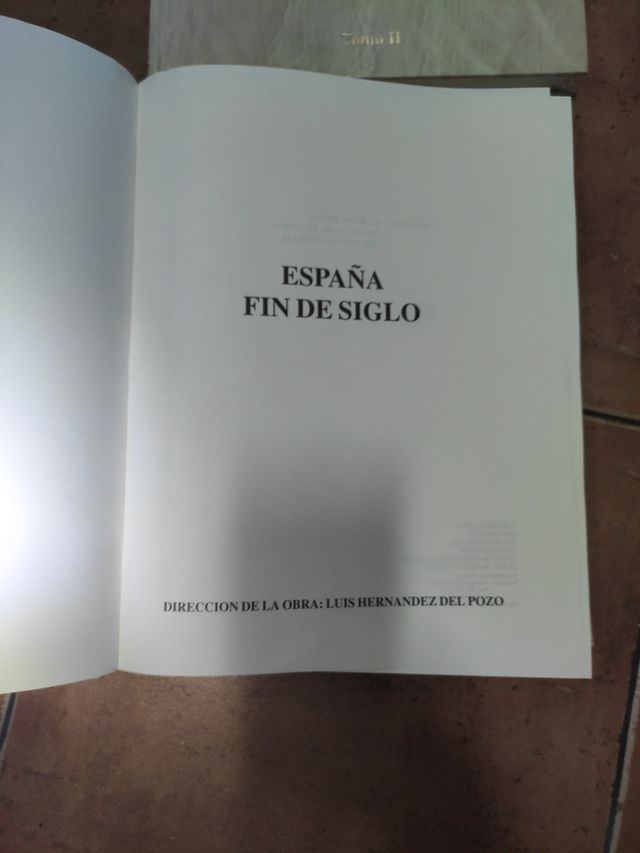 Tomo II
ESPAÑA
FIN DE SIGLO
DIRECCION DE LA OBRA: LUIS HERNANDEZ DEL POZO